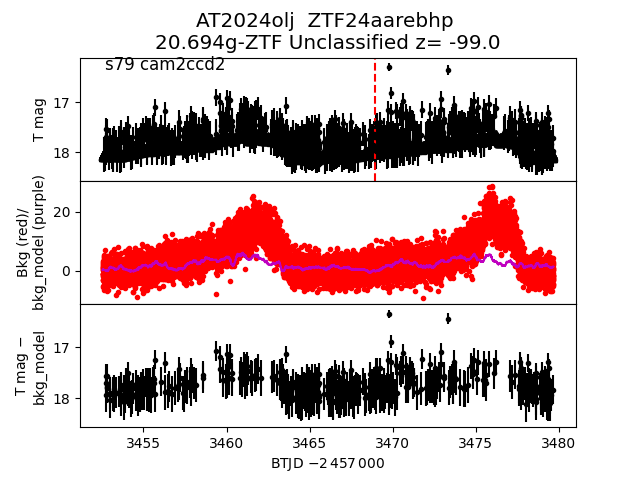 AT2024olj  ZTF24aarebhp
20.694g-ZTF Unclassified z= -99.0
s79 cam2ccd2
T mag
17
18
Bkg (red)/
bkg_model (purple)
20
0
T mag −
bkg_model
17
18
3455 3460 3465 3470 3475 3480
BTJD −2 457 000